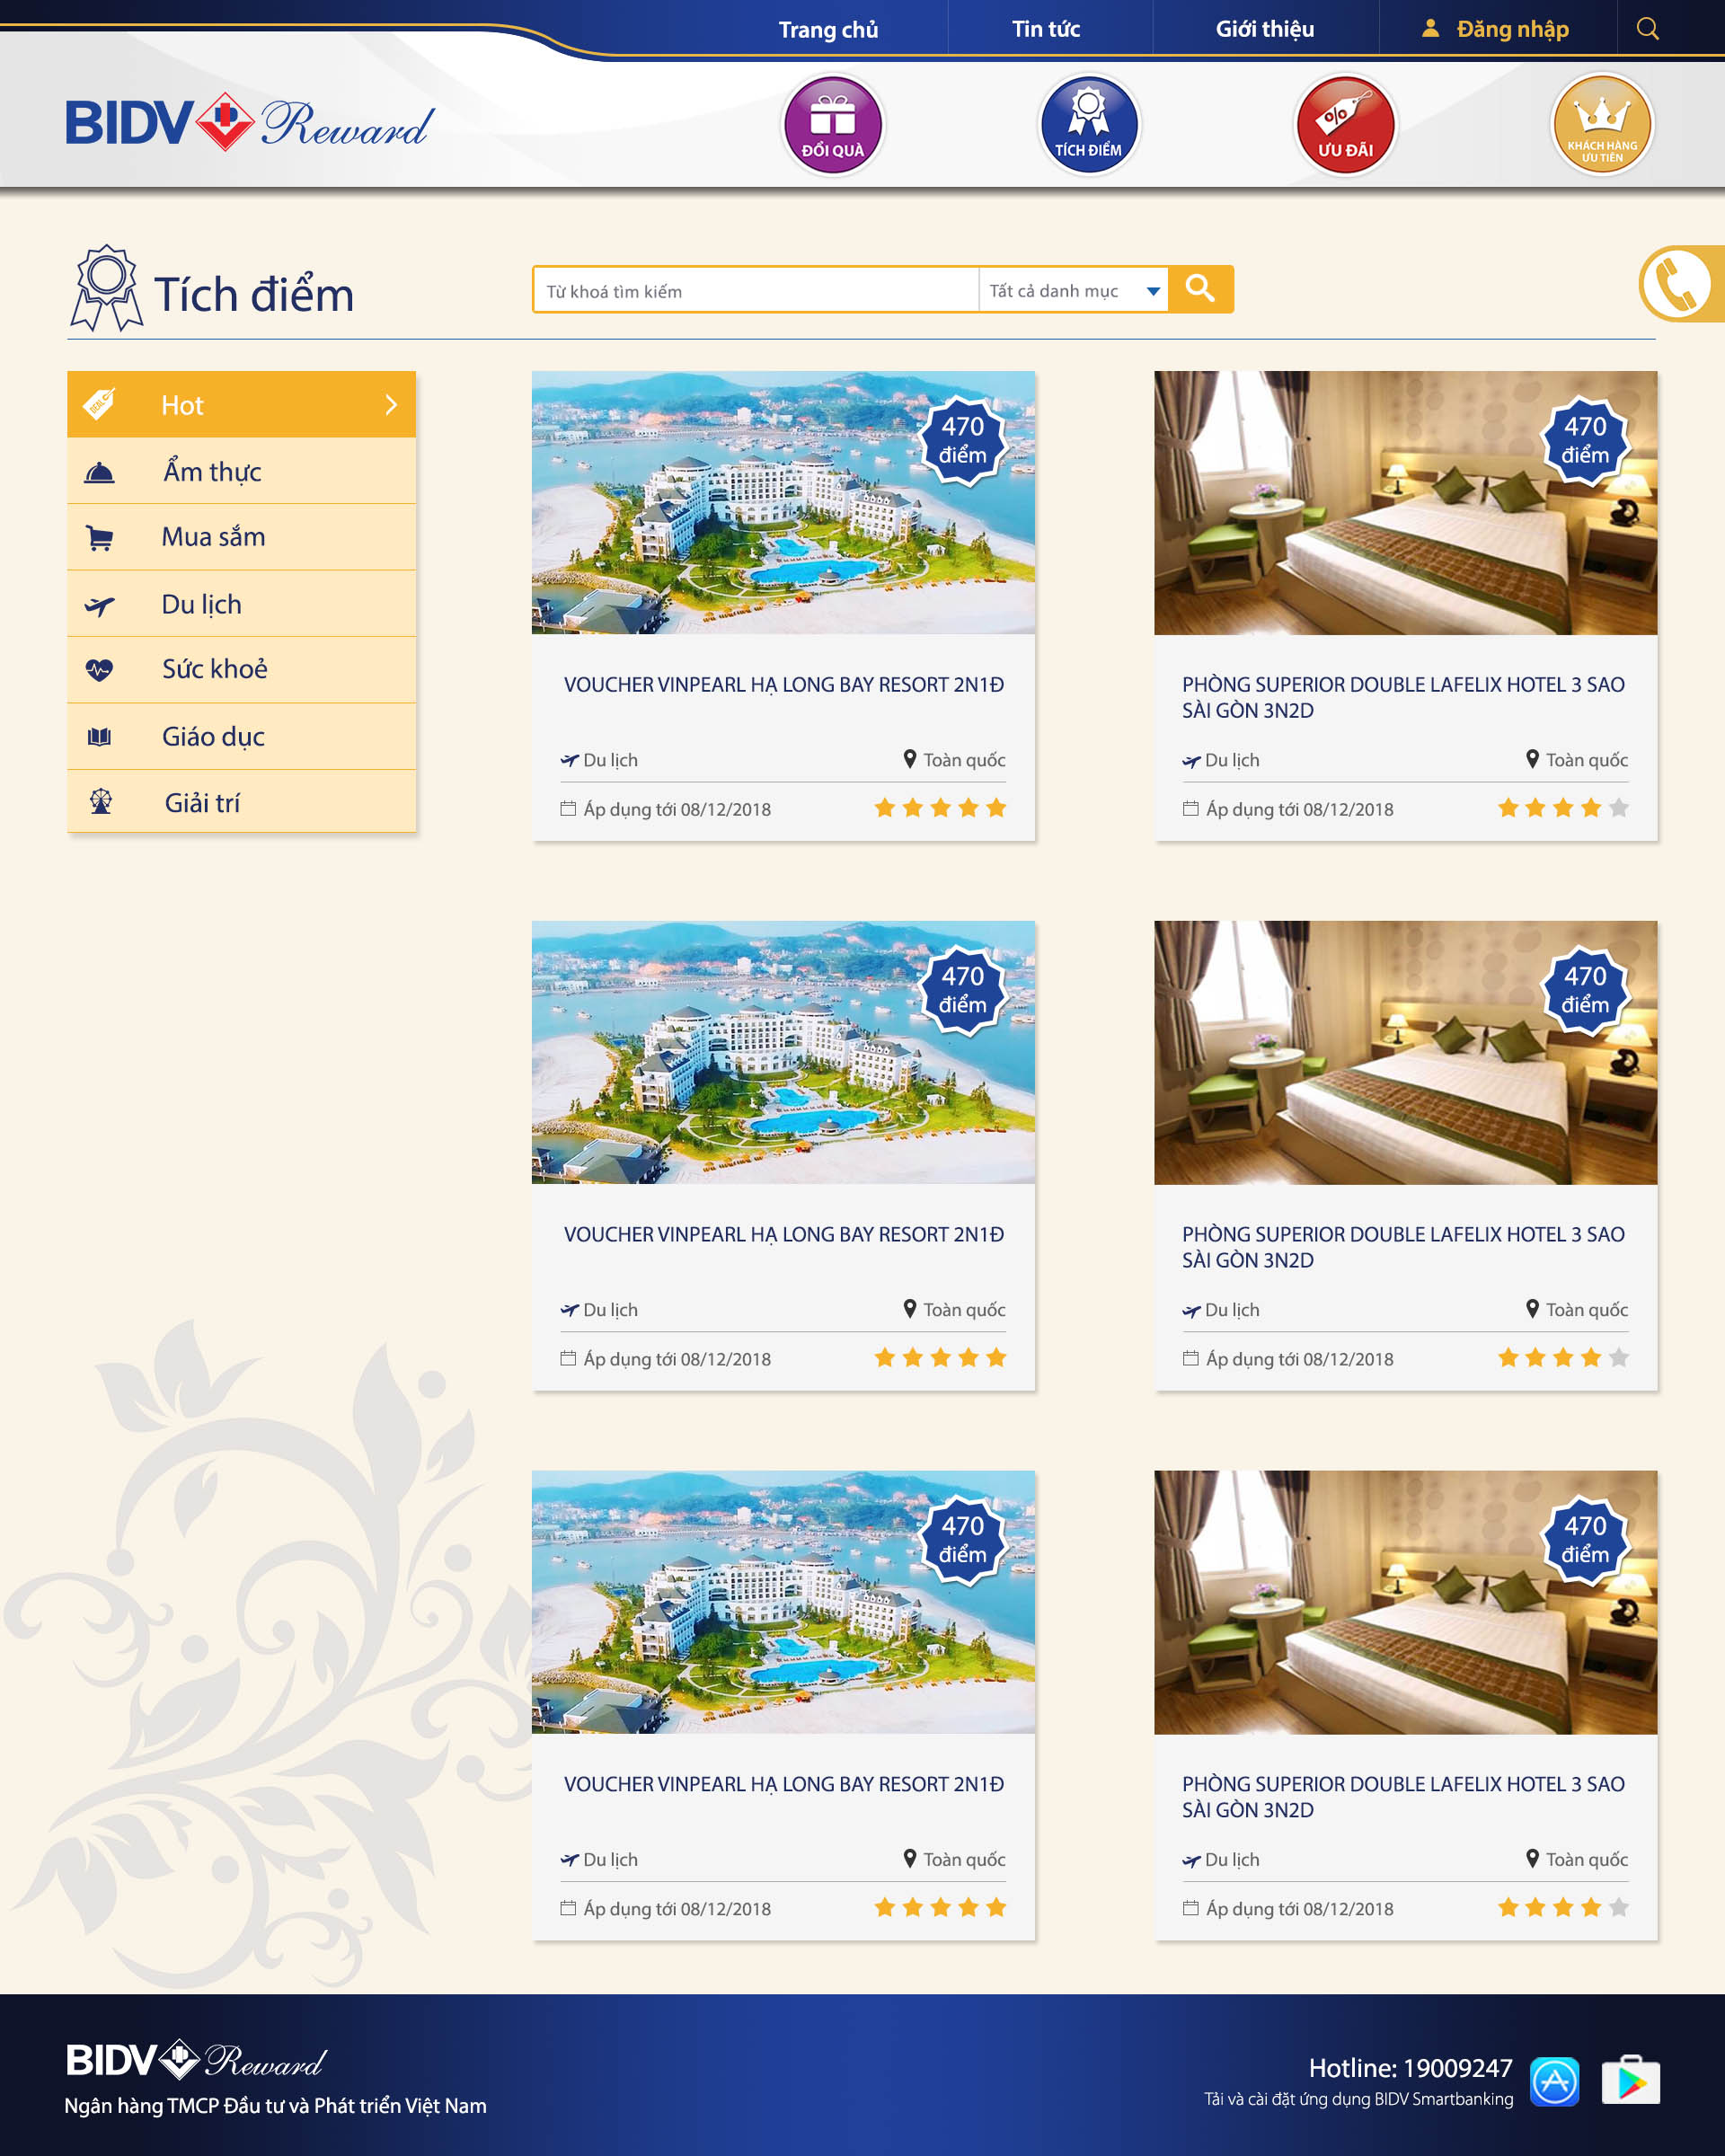 Trang chủ
Tin tức
Giới thiệu
Đăng nhập
BIDV Reward
ĐỔI QUÀ
TÍCH ĐIỂM
%
ƯU ĐÃI
KHÁCH HÀNG
ƯU TIÊN
Tích điểm
Từ khoá tìm kiếm
Tất cả danh mục
Hot
Ẩm thực
Mua sắm
Du lịch
Sức khoẻ
Giáo dục
Giải trí
470
điểm
VOUCHER VINPEARL HẠ LONG BAY RESORT 2N1Đ
Du lịch
Toàn quốc
Áp dụng tới 08/12/2018
470
điểm
PHÒNG SUPERIOR DOUBLE LAFELIX HOTEL 3 SAO
SÀI GÒN 3N2D
Du lịch
Toàn quốc
Áp dụng tới 08/12/2018
470
điểm
VOUCHER VINPEARL HẠ LONG BAY RESORT 2N1Đ
Du lịch
Toàn quốc
Áp dụng tới 08/12/2018
470
điểm
PHÒNG SUPERIOR DOUBLE LAFELIX HOTEL 3 SAO
SÀI GÒN 3N2D
Du lịch
Toàn quốc
Áp dụng tới 08/12/2018
470
điểm
VOUCHER VINPEARL HẠ LONG BAY RESORT 2N1Đ
Du lịch
Toàn quốc
Áp dụng tới 08/12/2018
470
điểm
PHÒNG SUPERIOR DOUBLE LAFELIX HOTEL 3 SAO
SÀI GÒN 3N2D
Du lịch
Toàn quốc
Áp dụng tới 08/12/2018
BIDV Reward
Ngân hàng TMCP Đầu tư và Phát triển Việt Nam
Hotline: 19009247
Tải và cài đặt ứng dụng BIDV Smartbanking